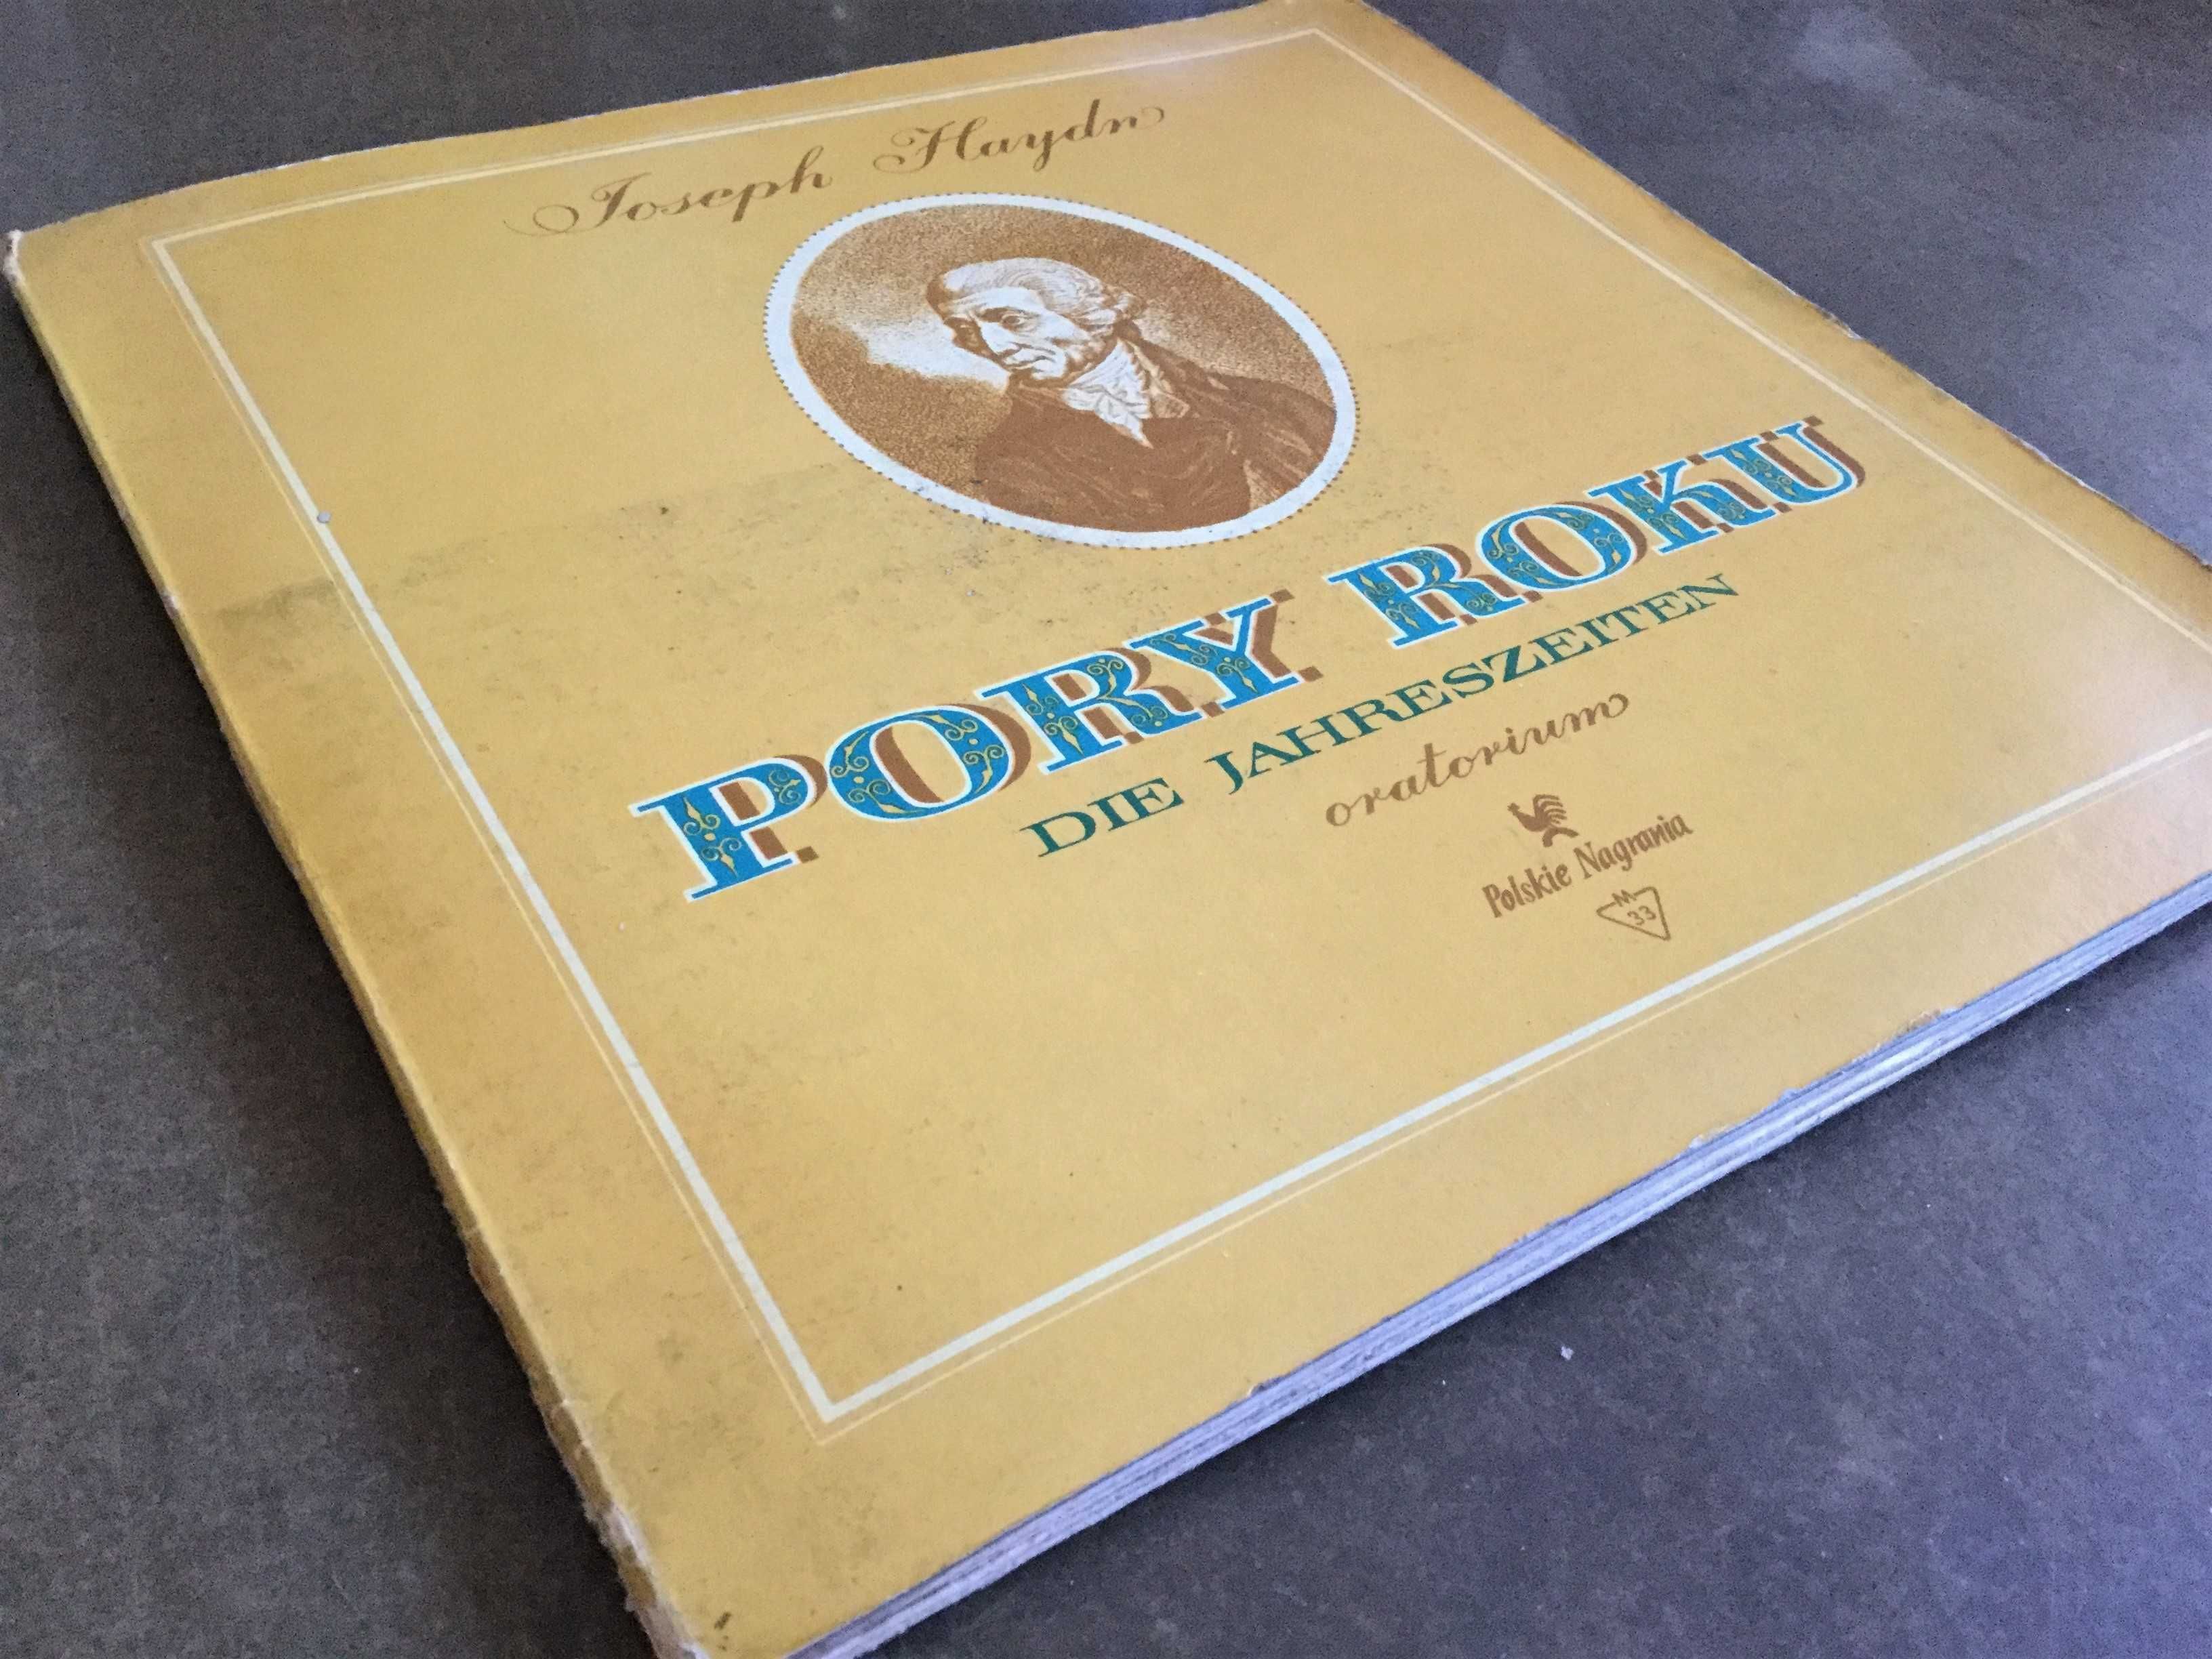 Joseph Haydn
PORY ROKU
DIE JAHRESZEITEN
oratorium
Polskie Nagrania
M
33